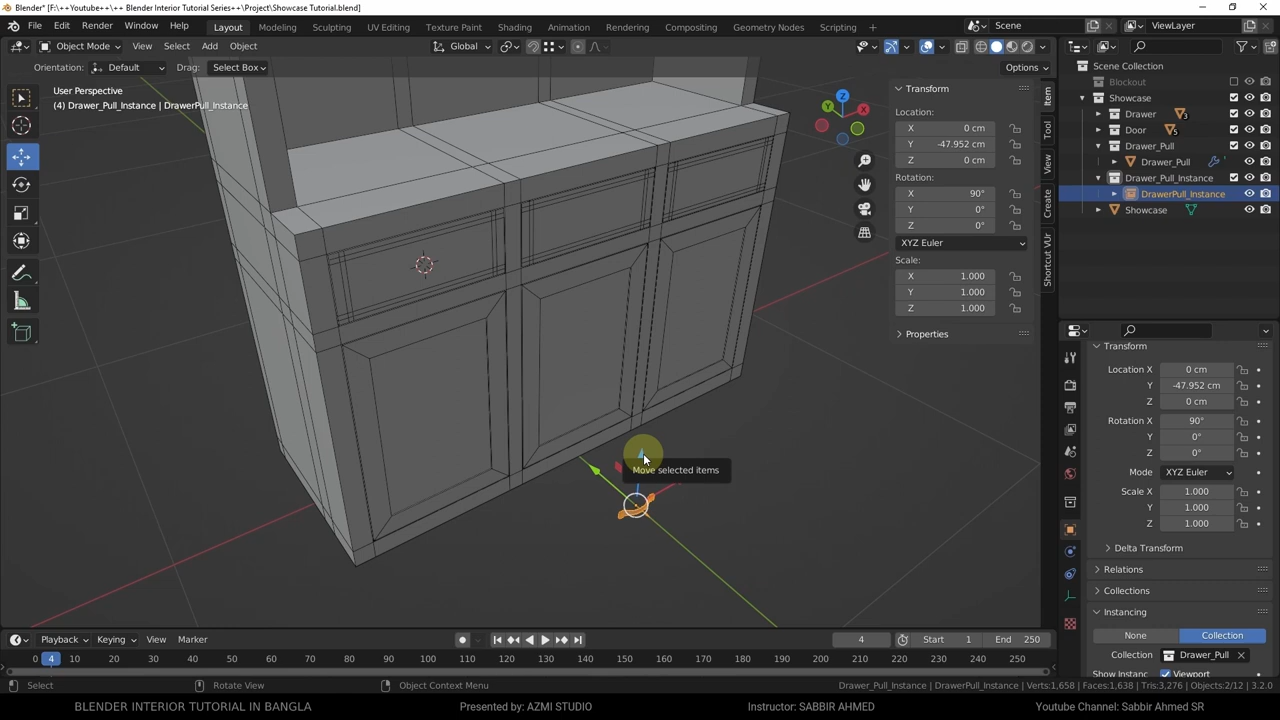 Blender* [F:\++Youtube++\++ Blender Interior Tutorial Series++\Project\Showcase Tutorial.blend]
File Edit Render Window Help Layout Modeling Sculpting UV Editing Texture Paint Shading Animation Rendering Compositing Geometry Nodes Scripting Scene ViewLayer
Object Mode View Select Add Object Global
Orientation: Default Drag: Select Box Options
User Perspective
(4) Drawer_Pull_Instance | DrawerPull_Instance
Z
Y
X
Transform
Location:
X 0 cm
Y -47.952 cm
Z 0 cm
Rotation:
X 90°
Y 0°
Z 0°
XYZ Euler
Scale:
X 1.000
Y 1.000
Z 1.000
Properties
Item
Tool
View
Create
Shortcut VUr
Scene Collection
Blockout
Showcase
Drawer 3
Door 5
Drawer_Pull
Drawer_Pull
Drawer_Pull_Instance
DrawerPull_Instance
Showcase
Transform
Location X 0 cm
Y -47.952 cm
Z 0 cm
Rotation X 90°
Y 0°
Z 0°
Mode XYZ Euler
Scale X 1.000
Y 1.000
Z 1.000
Delta Transform
Relations
Collections
Instancing
None Collection
Collection Drawer_Pull
Show Instanc Viewport
Move selected items
Playback Keying View Marker 4 Start 1 End 250
0 4 10 20 30 40 50 60 70 80 90 100 110 120 130 140 150 160 170 180 190 200 210 220 230 240 250
Select Rotate View Object Context Menu Drawer_Pull_Instance | DrawerPull_Instance | Verts:1,658 | Faces:1,638 | Tris:3,276 | Objects:2/12 | 3.2.0
BLENDER INTERIOR TUTORIAL IN BANGLA Presented by: AZMI STUDIO Instructor: SABBIR AHMED Youtube Channel: Sabbir Ahmed SR